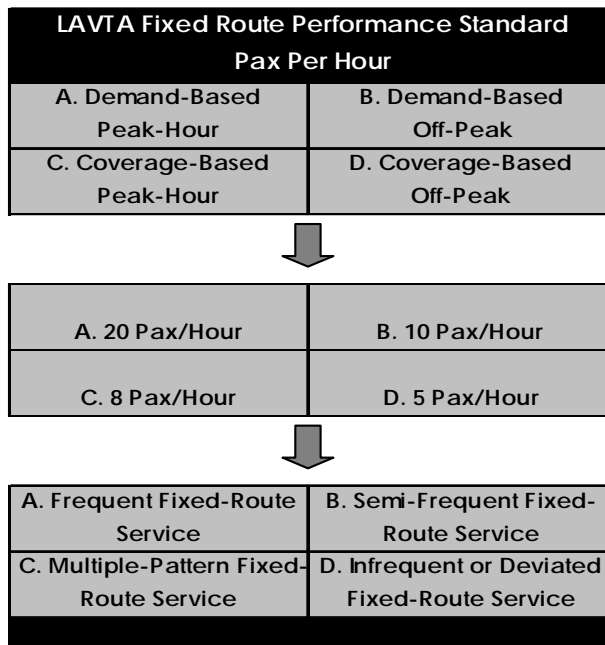 LAVTA Fixed Route Performance Standard
Pax Per Hour
A. Demand-Based
Peak-Hour
B. Demand-Based
Off-Peak
C. Coverage-Based
Peak-Hour
D. Coverage-Based
Off-Peak
A. 20 Pax/Hour
B. 10 Pax/Hour
C. 8 Pax/Hour
D. 5 Pax/Hour
A. Frequent Fixed-Route
Service
B. Semi-Frequent Fixed-
Route Service
C. Multiple-Pattern Fixed-
Route Service
D. Infrequent or Deviated
Fixed-Route Service